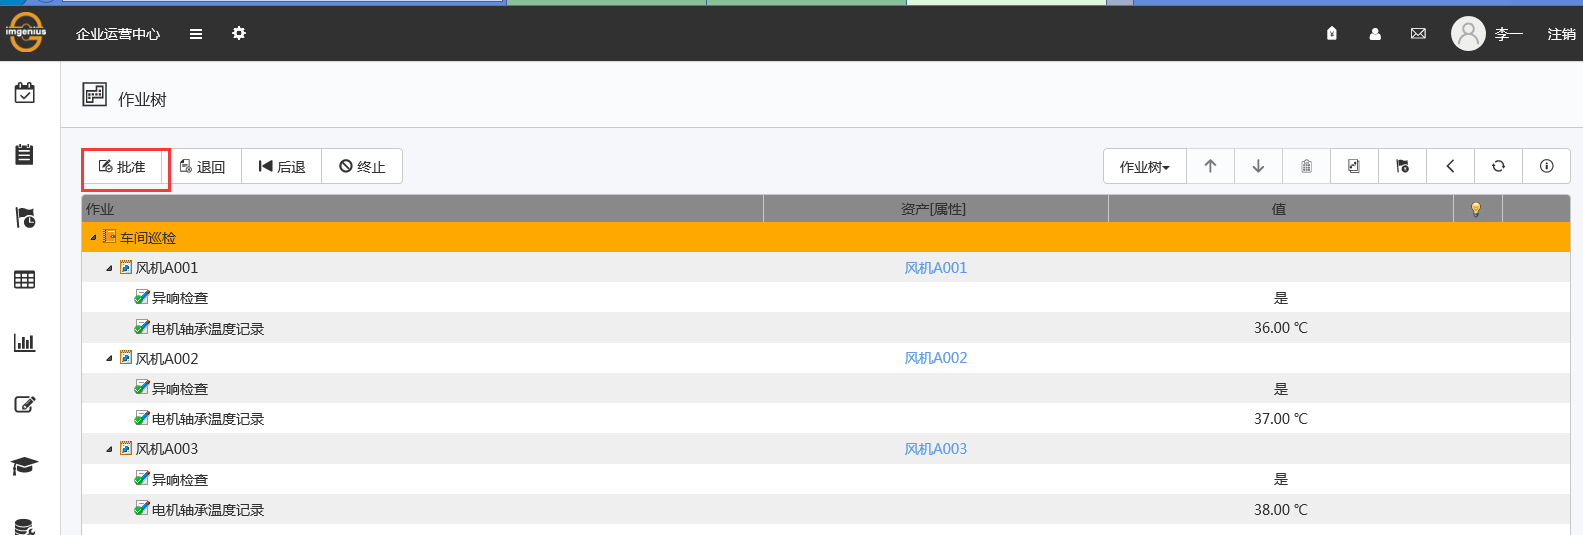 imgenius 企业运营中心 李一 注销
作业树
批准 退回 后退 终止 作业树
作业 资产[属性] 值
车间巡检
风机A001 风机A001
异响检查 是
电机轴承温度记录 36.00 ℃
风机A002 风机A002
异响检查 是
电机轴承温度记录 37.00 ℃
风机A003 风机A003
异响检查 是
电机轴承温度记录 38.00 ℃